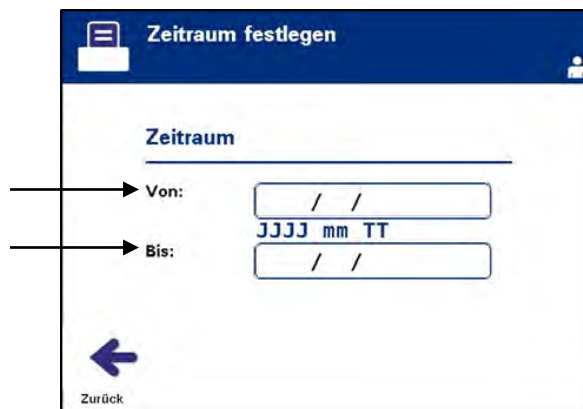 Zeitraum festlegen
Zeitraum
Von:
/ /
JJJJ mm TT
Bis:
/ /
Zurück